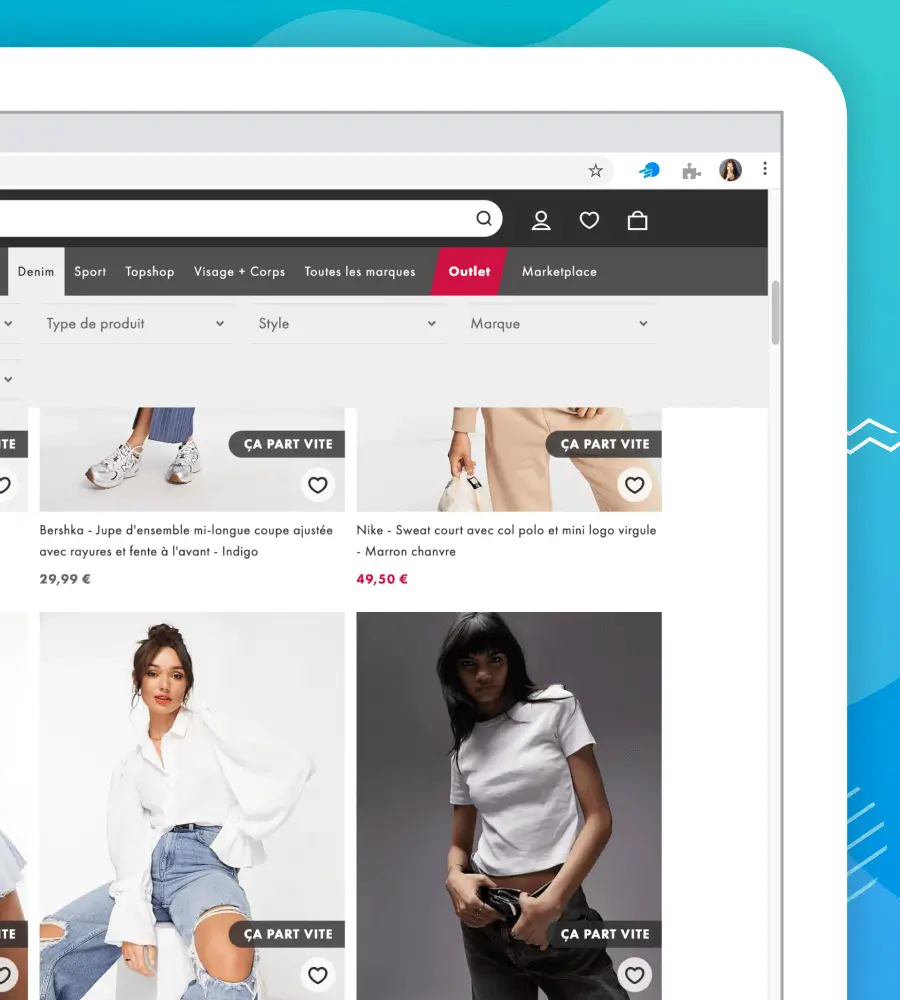 Denim Sport Topshop Visage + Corps Toutes les marques Outlet Marketplace
Type de produit Style Marque
ÇA PART VITE ÇA PART VITE
Bershka - Jupe d'ensemble mi-longue coupe ajustée
avec rayures et fente à l'avant - Indigo
29,99 €
Nike - Sweat court avec col polo et mini logo virgule
- Marron chanvre
49,50 €
ÇA PART VITE ÇA PART VITE